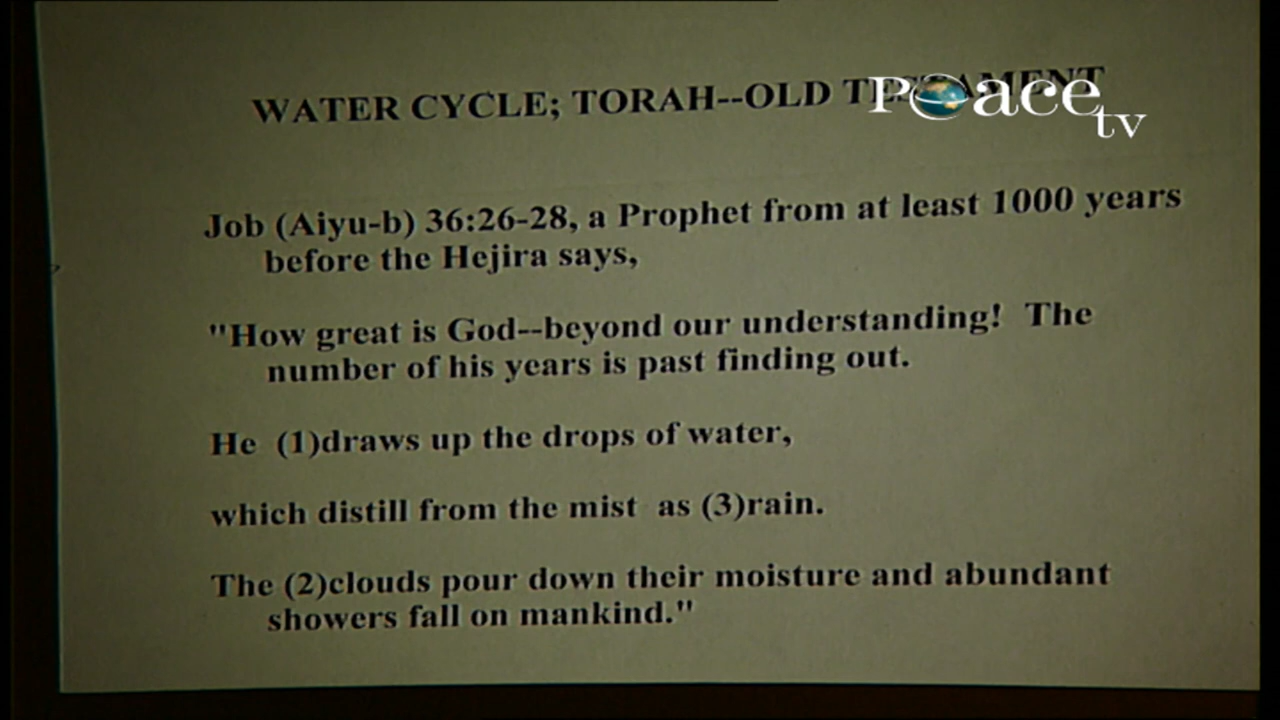 WATER CYCLE; TORAH--OLD TESTAMENT
Peace
tv
Job (Aiyu-b) 36:26-28, a Prophet from at least 1000 years
before the Hejira says,
"How great is God--beyond our understanding!  The
number of his years is past finding out.
He  (1)draws up the drops of water,
which distill from the mist  as (3)rain.
The (2)clouds pour down their moisture and abundant
showers fall on mankind."